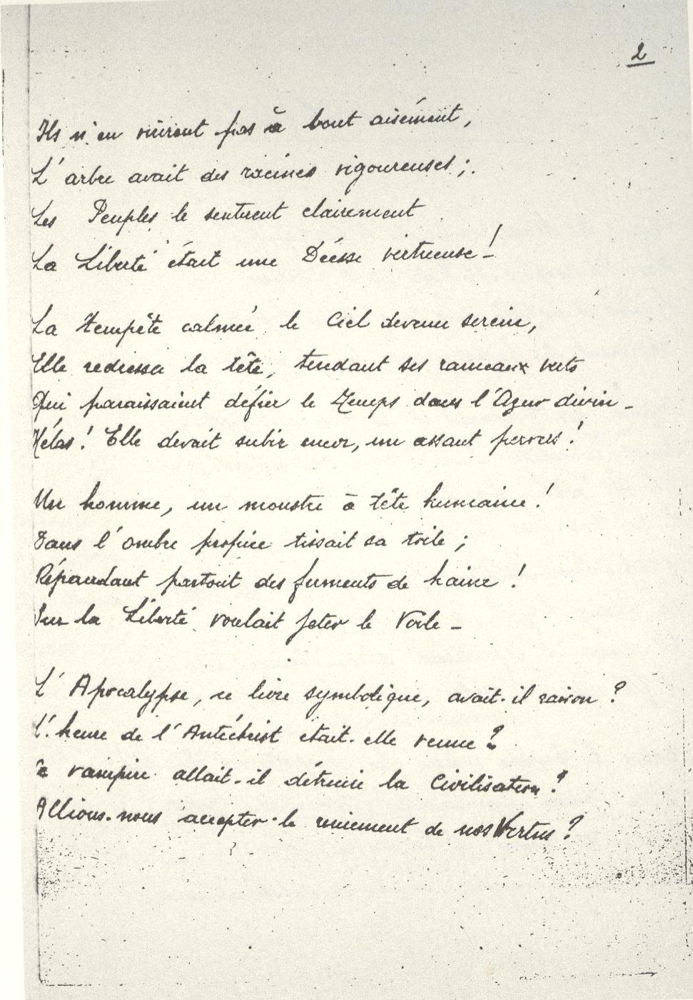 2
Ils n'en vinrent pas à bout aisément,
L'arbre avait des racines vigoureuses ;
Les Peuples le sentirent clairement
La Liberté était une Déesse vertueuse !
La tempête calmée, le Ciel devenu serein,
Elle redressa la tête, tendant ses rameaux verts
Qui paraissaient défier le Temps dans l'Azur divin -
Hélas ! Elle devait subir encor, un assaut pervers !
Un homme, un monstre à tête humaine !
Dans l'ombre propice tissait sa toile ;
Répandant partout des ferments de haine !
Sur la Liberté voulait jeter le Voile -
L'Apocalypse, ce livre symbolique, avait-il raison ?
L'heure de l'Antéchrist était-elle venue ?
Ce vampire allait-il détruire la Civilisation ?
Allions-nous accepter le reniement de nos Vertus ?